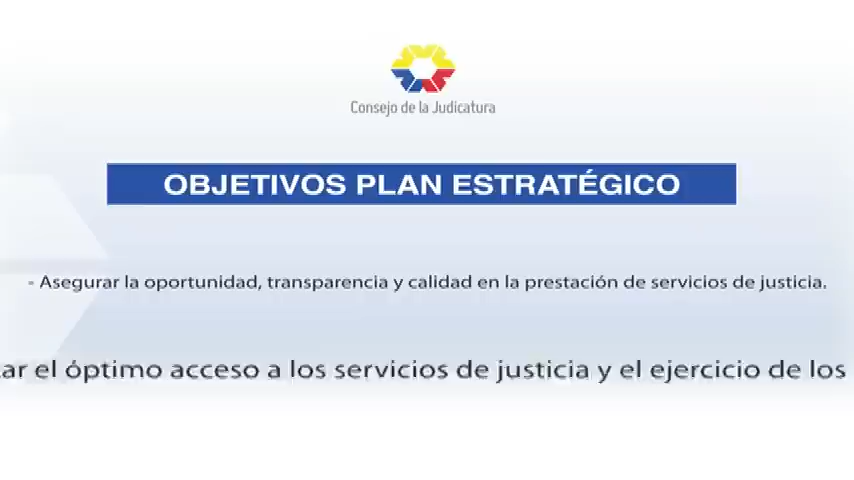 Consejo de la Judicatura
OBJETIVOS PLAN ESTRATÉGICO
- Asegurar la oportunidad, transparencia y calidad en la prestación de servicios de justicia.
el óptimo acceso a los servicios de justicia y el ejercicio de los